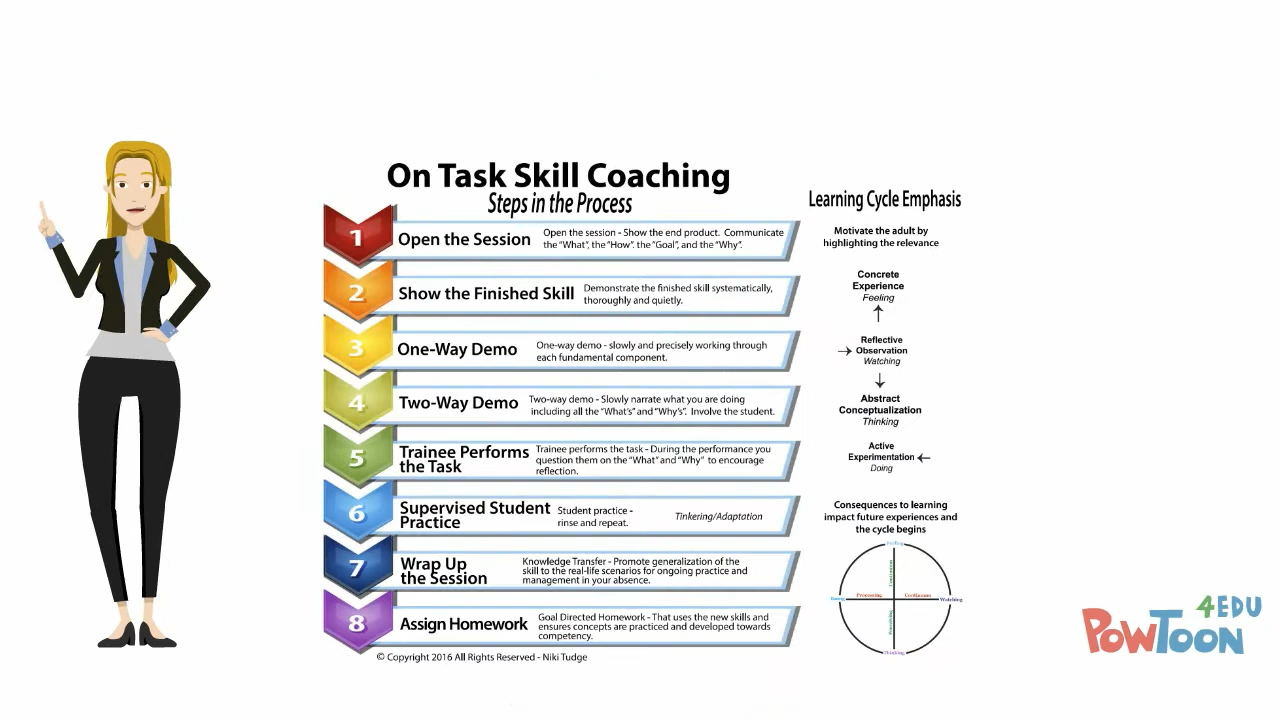 On Task Skill Coaching
Steps in the Process
Learning Cycle Emphasis
1
Open the Session
Open the session - Show the end product. Communicate
the "What", the "How". the "Goal", and the "Why".
2
Show the Finished Skill
Demonstrate the finished skill systematically,
thoroughly and quietly.
3
One-Way Demo
One-way demo - slowly and precisely working through
each fundamental component.
4
Two-Way Demo
Two-way demo - Slowly narrate what you are doing
including all the "What's" and "Why's". Involve the student.
5
Trainee Performs
the Task
Trainee performs the task - During the performance you
question them on the "What" and "Why" to encourage
reflection.
6
Supervised Student
Practice
Student practice -
rinse and repeat.
Tinkering/Adaptation
7
Wrap Up
the Session
Knowledge Transfer - Promote generalization of the
skill to the real-life scenarios for ongoing practice and
management in your absence.
8
Assign Homework
Goal Directed Homework - That uses the new skills and
ensures concepts are practiced and developed towards
competency.
© Copyright 2016 All Rights Reserved - Niki Tudge
Motivate the adult by
highlighting the relevance
Concrete
Experience
Feeling
Reflective
Observation
Watching
Abstract
Conceptualization
Thinking
Active
Experimentation
Doing
Consequences to learning
impact future experiences and
the cycle begins
Feeling
Doing
Processing
Continuum
Watching
Thinking
4EDU
PowToon